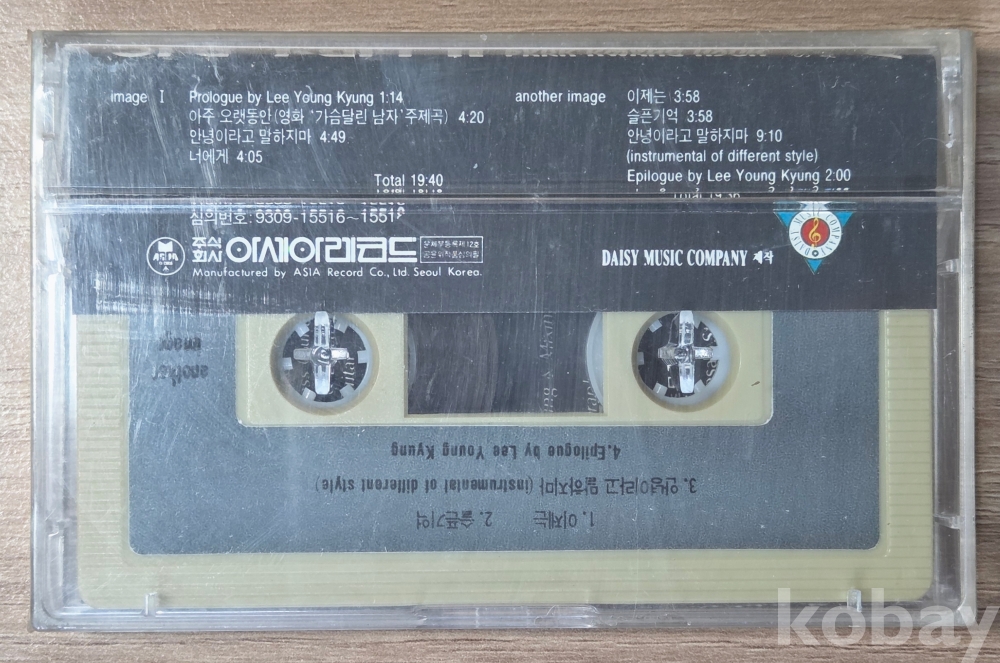 image I
Prologue by Lee Young Kyung 1:14
아주 오랫동안(영화 "가슴달린 남자' 주제곡) 4:20
안녕이라고 말하지마 4:49
너에게 4:05
Total 19:40
another image
이제는 3:58
슬픈기억 3:58
안녕이라고 말하지마 9:10
(instrumental of different style)
Epilogue by Lee Young Kyung 2:00
심의번호: 9309-15516~15518
ASIA
주식회사 아세아레코드
Manufactured by ASIA Record Co., Ltd. Seoul Korea.
DAISY MUSIC COMPANY 제작
DAISY MUSIC COMPANY
another image
1. 이제는 2. 슬픈기억
3. 안녕이라고 말하지마 (instrumental of different style)
4. Epilogue by Lee Young Kyung
kobay